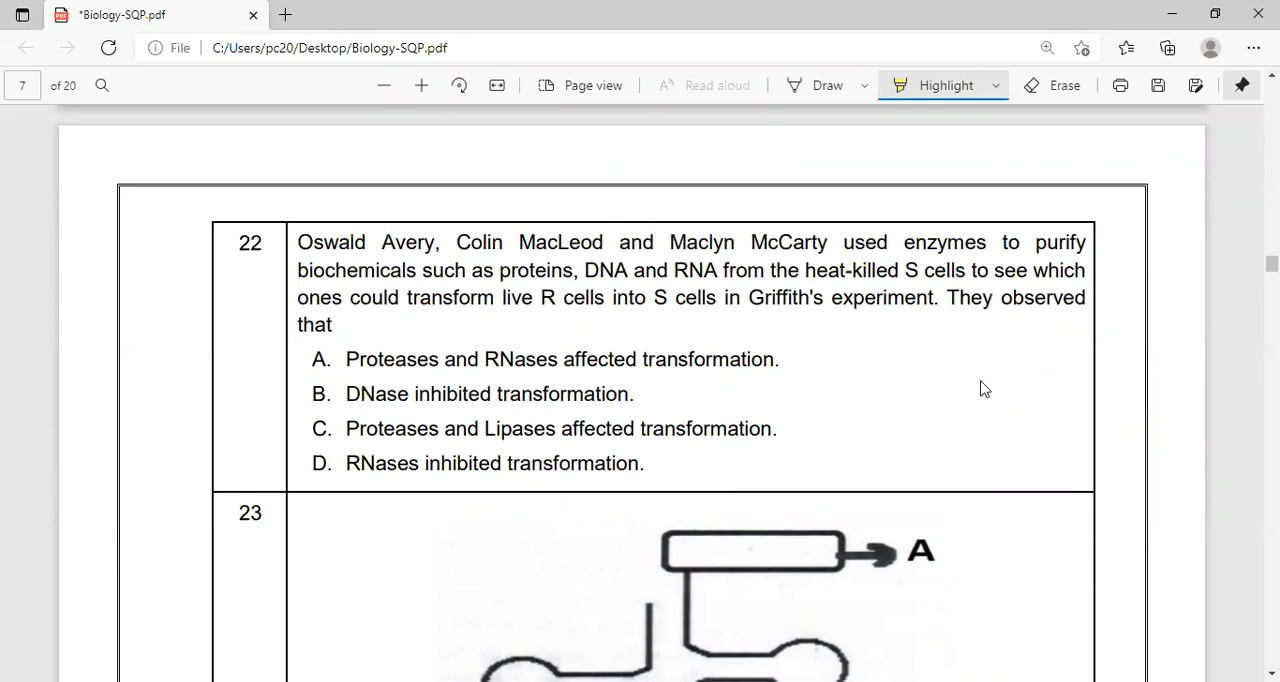 *Biology-SQP.pdf
File C:/Users/pc20/Desktop/Biology-SQP.pdf
7 of 20 Page view Read aloud Draw Highlight Erase
22 Oswald Avery, Colin MacLeod and Maclyn McCarty used enzymes to purify
biochemicals such as proteins, DNA and RNA from the heat-killed S cells to see which
ones could transform live R cells into S cells in Griffith's experiment. They observed
that
A. Proteases and RNases affected transformation.
B. DNase inhibited transformation.
C. Proteases and Lipases affected transformation.
D. RNases inhibited transformation.
23
A